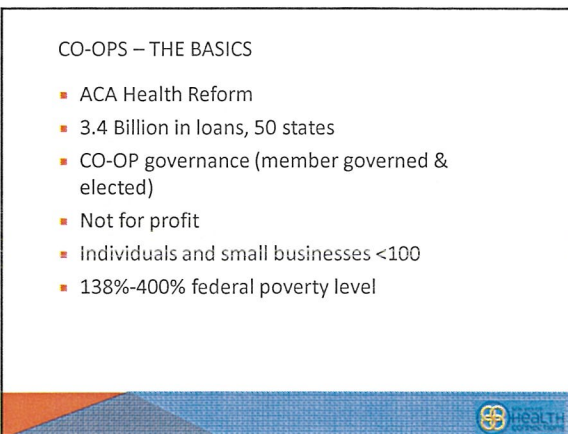 CO-OPS – THE BASICS
ACA Health Reform
3.4 Billion in loans, 50 states
CO-OP governance (member governed &
elected)
Not for profit
Individuals and small businesses <100
138%-400% federal poverty level
HEALTH
CONNECTIONS